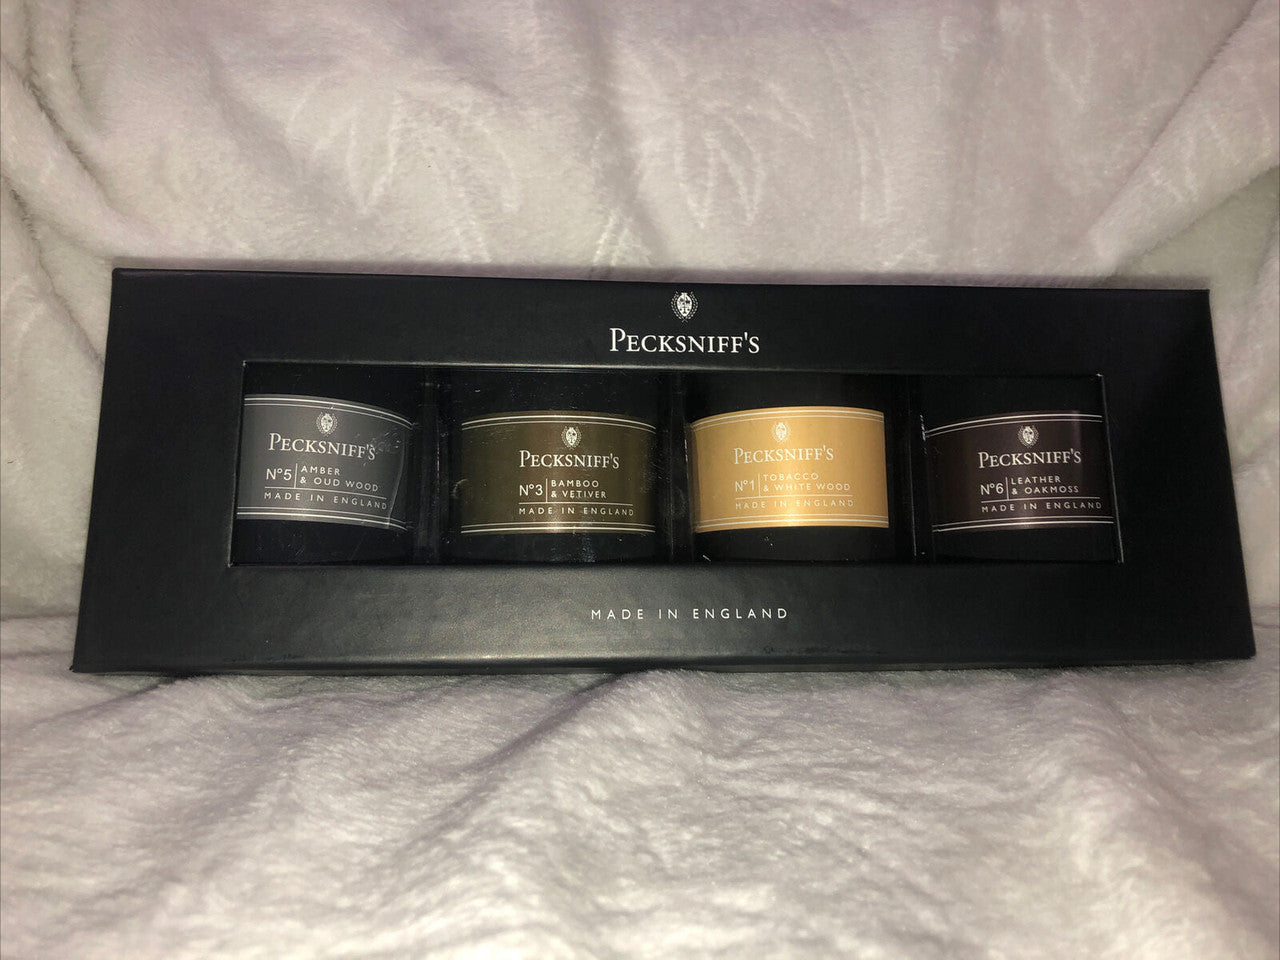 PECKSNIFF'S
PECKSNIFF'S
Nº5 | AMBER
& OUD WOOD
MADE IN ENGLAND
PECKSNIFF'S
Nº3 | BAMBOO
& VETIVER
MADE IN ENGLAND
PECKSNIFF'S
Nº1 | TOBACCO
& WHITE WOOD
MADE IN ENGLAND
PECKSNIFF'S
Nº6 | LEATHER
& OAKMOSS
MADE IN ENGLAND
MADE IN ENGLAND